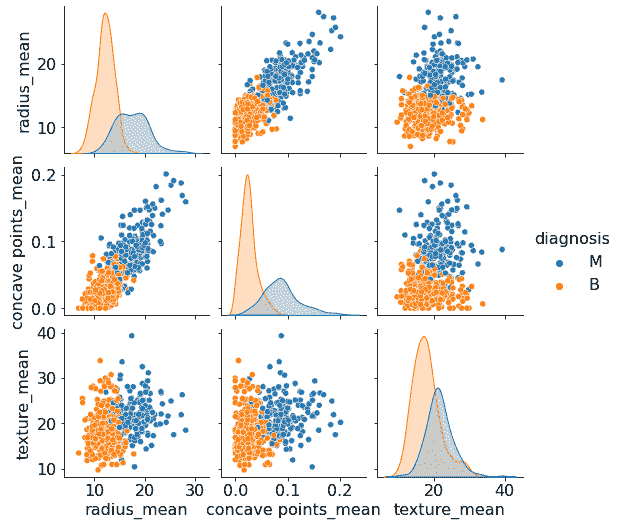 radius_mean
20
10
concave points_mean
0.2
0.1
0.0
diagnosis
M
B
texture_mean
40
30
20
10
10 20 30
0.0 0.1 0.2
20 40
radius_mean
concave points_mean
texture_mean